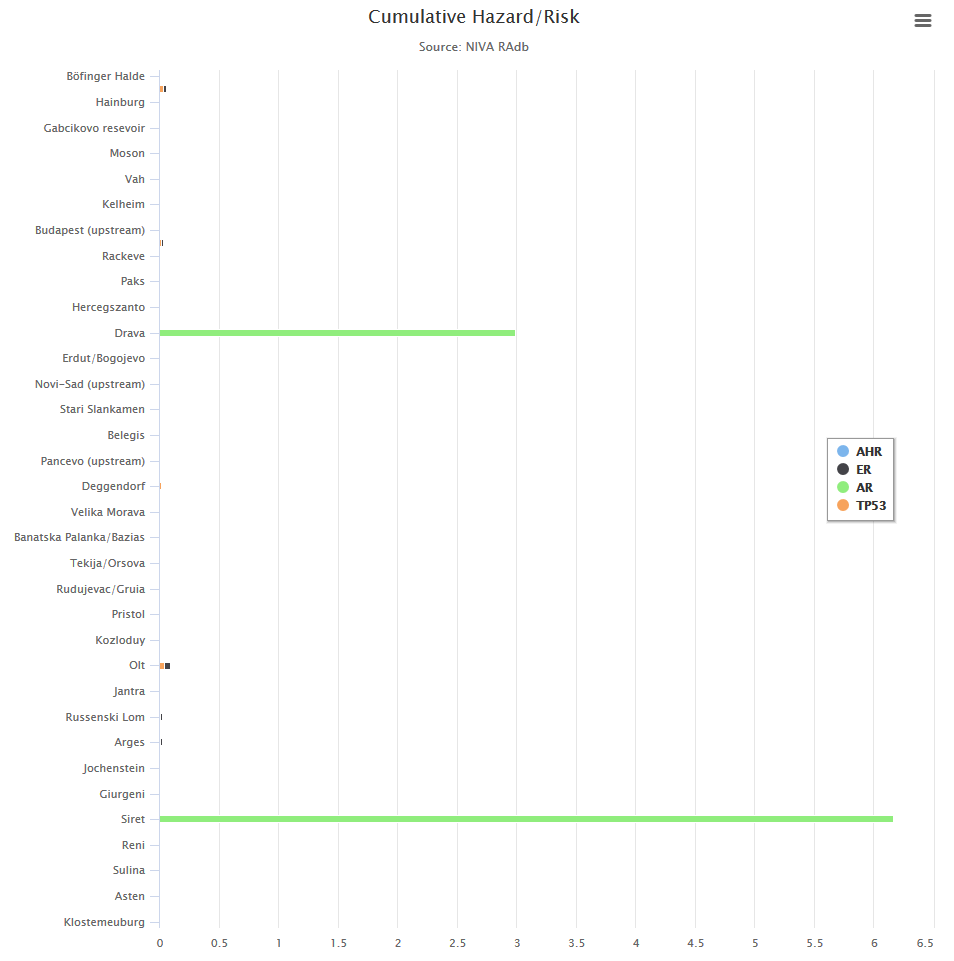 Cumulative Hazard/Risk
Source: NIVA RAdb
Böfinger Halde
Hainburg
Gabcikovo resevoir
Moson
Vah
Kelheim
Budapest (upstream)
Rackeve
Paks
Hercegszanto
Drava
Erdut/Bogojevo
Novi-Sad (upstream)
Stari Slankamen
Belegis
Pancevo (upstream)
Deggendorf
Velika Morava
Banatska Palanka/Bazias
Tekija/Orsova
Rudujevac/Gruia
Pristol
Kozloduy
Olt
Jantra
Russenski Lom
Arges
Jochenstein
Giurgeni
Siret
Reni
Sulina
Asten
Klostemeuburg
AHR
ER
AR
TP53
0 0.5 1 1.5 2 2.5 3 3.5 4 4.5 5 5.5 6 6.5